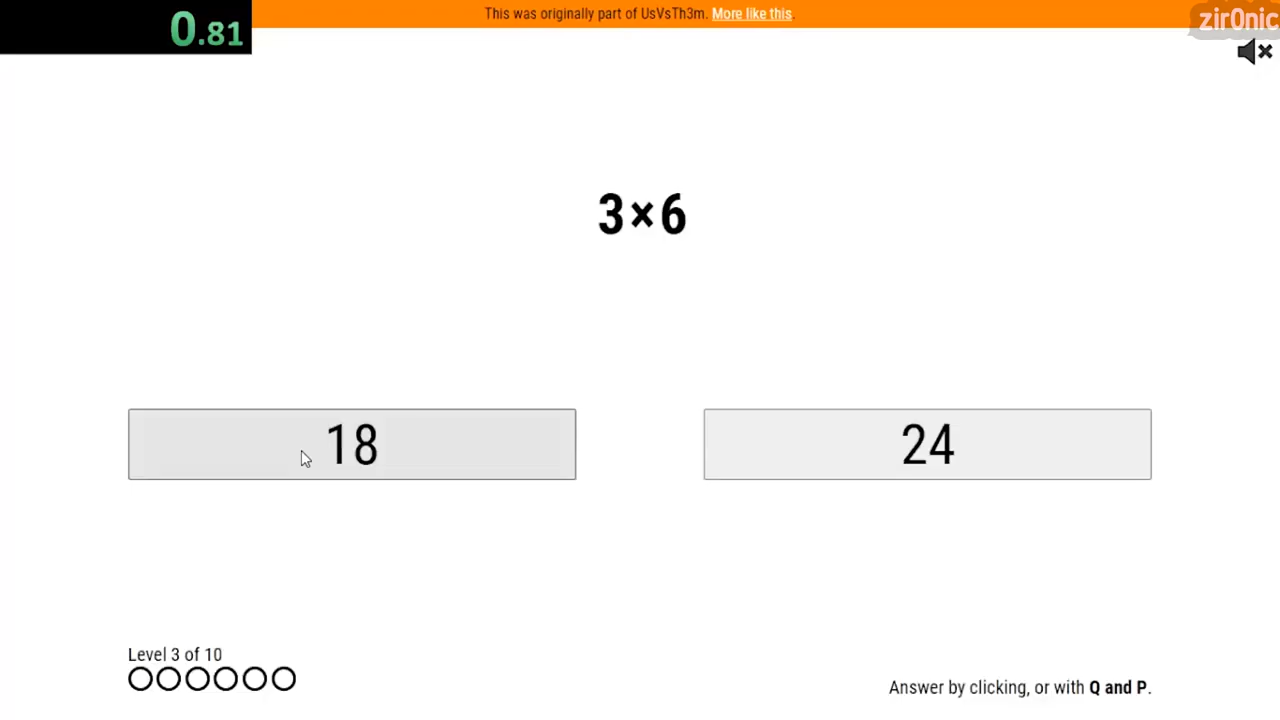 0.81
This was originally part of UsVsTh3m. More like this.
zir0nic
3×6
18
24
Level 3 of 10
Answer by clicking, or with Q and P.